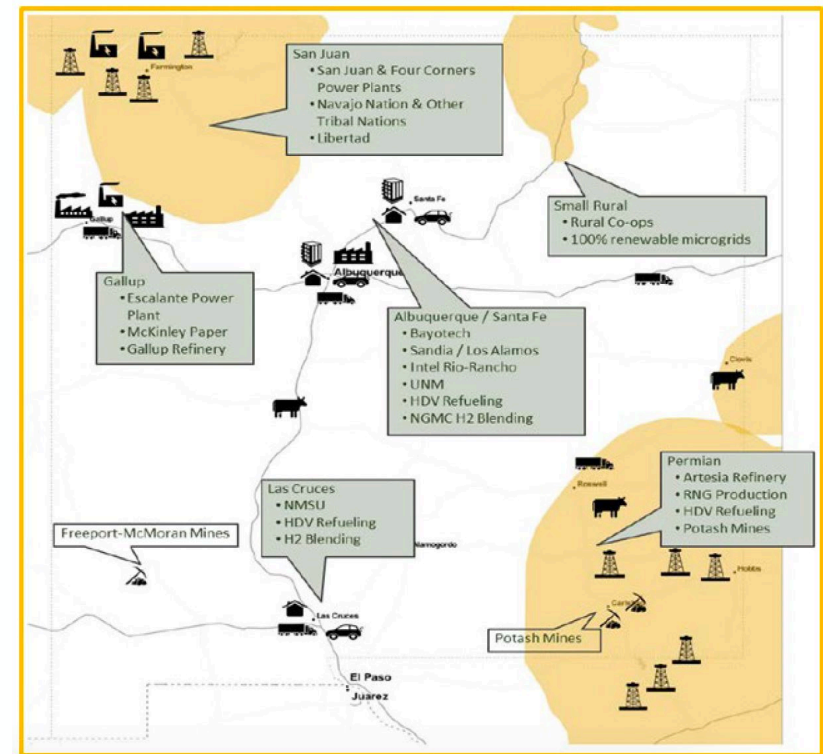 San Juan
• San Juan & Four Corners
Power Plants
• Navajo Nation & Other
Tribal Nations
• Libertad
Farmington
Santa Fe
Small Rural
• Rural Co-ops
• 100% renewable microgrids
Gallup
Albuquerque
Gallup
• Escalante Power
Plant
• McKinley Paper
• Gallup Refinery
Albuquerque / Santa Fe
• Bayotech
• Sandia / Los Alamos
• Intel Rio-Rancho
• UNM
• HDV Refueling
• NGMC H2 Blending
Clovis
Permian
• Artesia Refinery
• RNG Production
• HDV Refueling
• Potash Mines
Roswell
Las Cruces
• NMSU
• HDV Refueling
• H2 Blending
Freeport-McMoran Mines
Hobbs
Las Cruces
Potash Mines
El Paso
Juarez